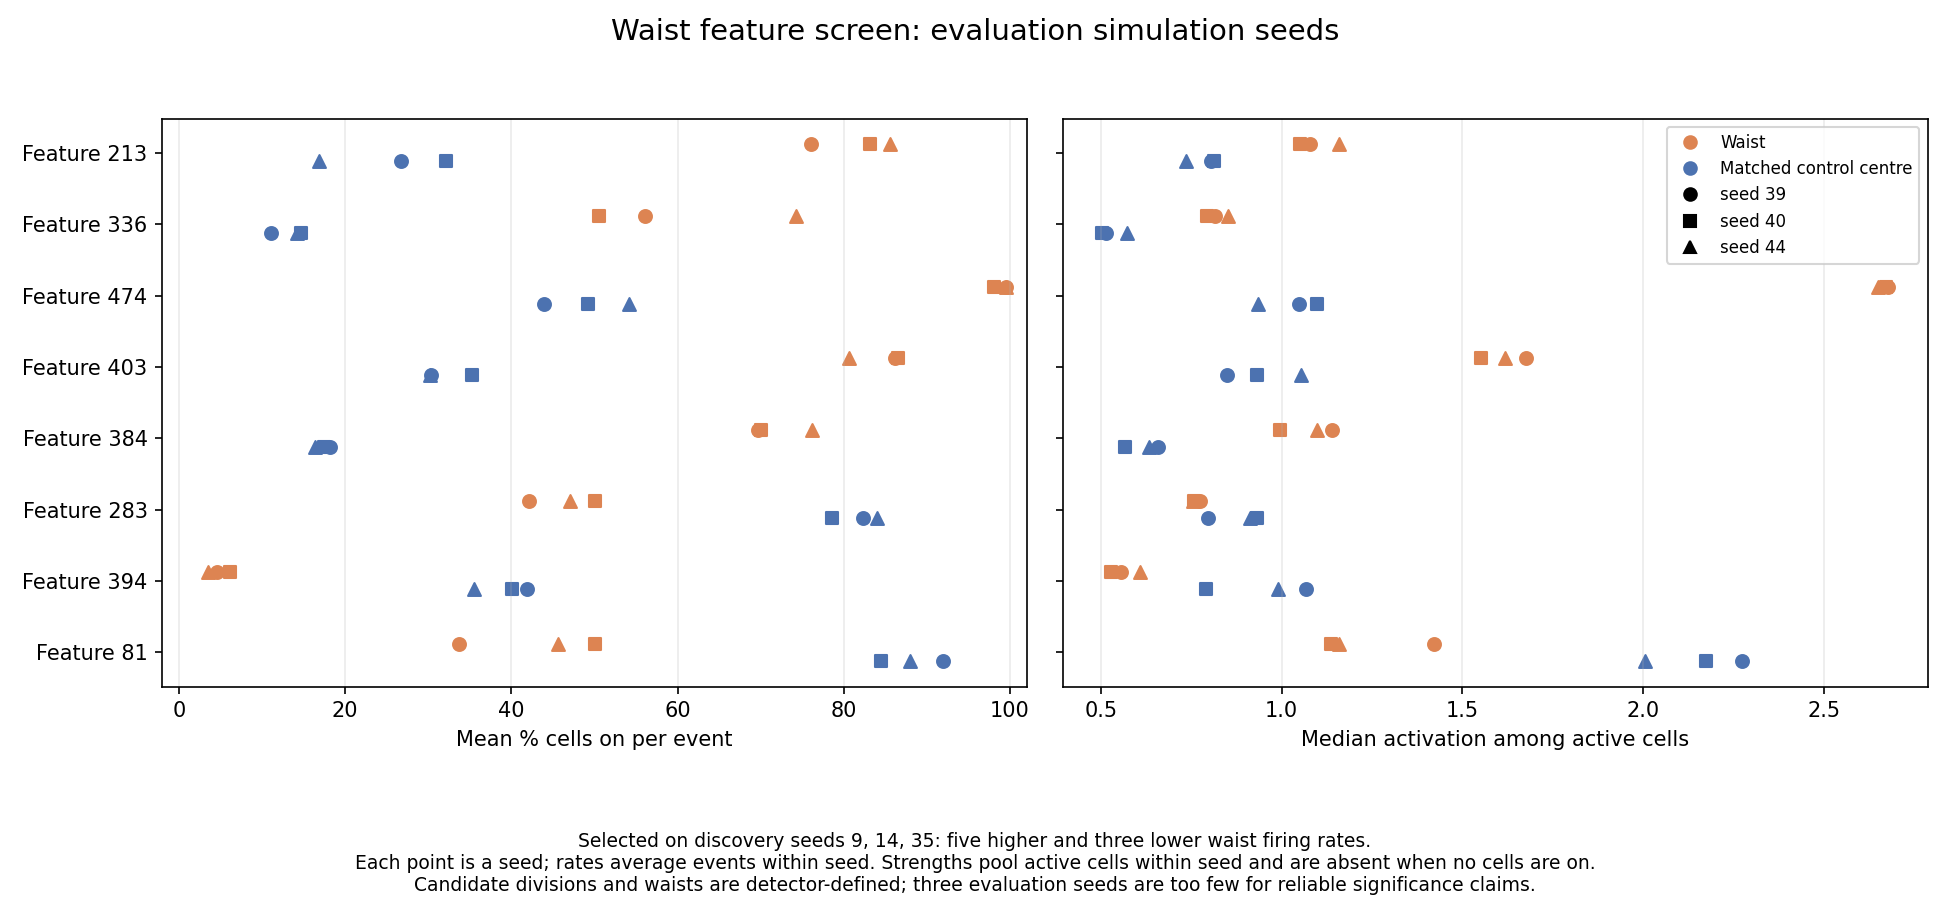 Waist feature screen: evaluation simulation seeds
Feature 213
Feature 336
Feature 474
Feature 403
Feature 384
Feature 283
Feature 394
Feature 81
0 20 40 60 80 100
Mean % cells on per event
Waist
Matched control centre
seed 39
seed 40
seed 44
0.5 1.0 1.5 2.0 2.5
Median activation among active cells
Selected on discovery seeds 9, 14, 35: five higher and three lower waist firing rates.
Each point is a seed; rates average events within seed. Strengths pool active cells within seed and are absent when no cells are on.
Candidate divisions and waists are detector-defined; three evaluation seeds are too few for reliable significance claims.